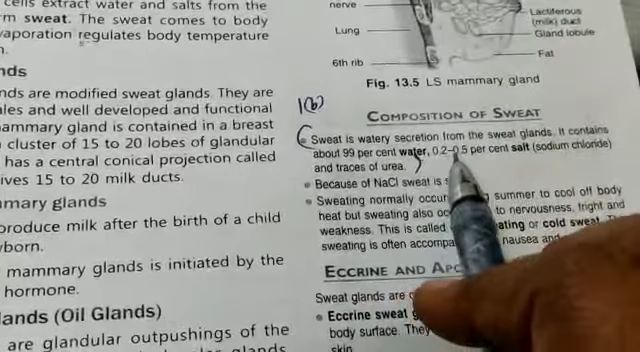 cells extract water and salts from the
rm sweat. The sweat comes to body
vaporation regulates body temperature
n.
nds
nds are modified sweat glands. They are
les and well developed and functional
ammary gland is contained in a breast
cluster of 15 to 20 lobes of glandular
has a central conical projection called
ives 15 to 20 milk ducts.
mary glands
produce milk after the birth of a child
wborn.
mammary glands is initiated by the
hormone.
lands (Oil Glands)
are glandular outpushings of the
nerve
Lung
6th rib
Lactiferous
(milk) duct
Gland lobule
Fat
Fig. 13.5 LS mammary gland
1(b)
COMPOSITION OF SWEAT
• Sweat is watery secretion from the sweat glands. It contains
about 99 per cent water, 0.2–0.5 per cent salt (sodium chloride)
and traces of urea.
• Because of NaCl sweat is
• Sweating normally occur summer to cool off body
heat but sweating also oc to nervousness, fright and
weakness. This is called ating or cold sweat.
sweating is often accompa nausea and
ECCRINE AND APO
Sweat glands are
• Eccrine sweat g
body surface. They
skin.